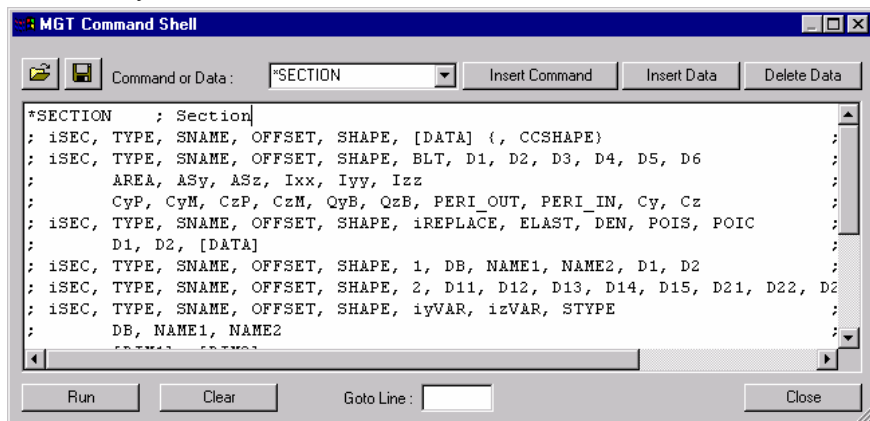 MGT Command Shell
Command or Data : *SECTION Insert Command Insert Data Delete Data
*SECTION ; Section
; iSEC, TYPE, SNAME, OFFSET, SHAPE, [DATA] {, CCSHAPE} ;
; iSEC, TYPE, SNAME, OFFSET, SHAPE, BLT, D1, D2, D3, D4, D5, D6 ;
; AREA, ASy, ASz, Ixx, Iyy, Izz ;
; CyP, CyM, CzP, CzM, QyB, QzB, PERI_OUT, PERI_IN, Cy, Cz ;
; iSEC, TYPE, SNAME, OFFSET, SHAPE, iREPLACE, ELAST, DEN, POIS, POIC ;
; D1, D2, [DATA] ;
; iSEC, TYPE, SNAME, OFFSET, SHAPE, 1, DB, NAME1, NAME2, D1, D2 ;
; iSEC, TYPE, SNAME, OFFSET, SHAPE, 2, D11, D12, D13, D14, D15, D21, D22, D2
; iSEC, TYPE, SNAME, OFFSET, SHAPE, iyVAR, izVAR, STYPE ;
; DB, NAME1, NAME2 ;
Run Clear Goto Line : Close